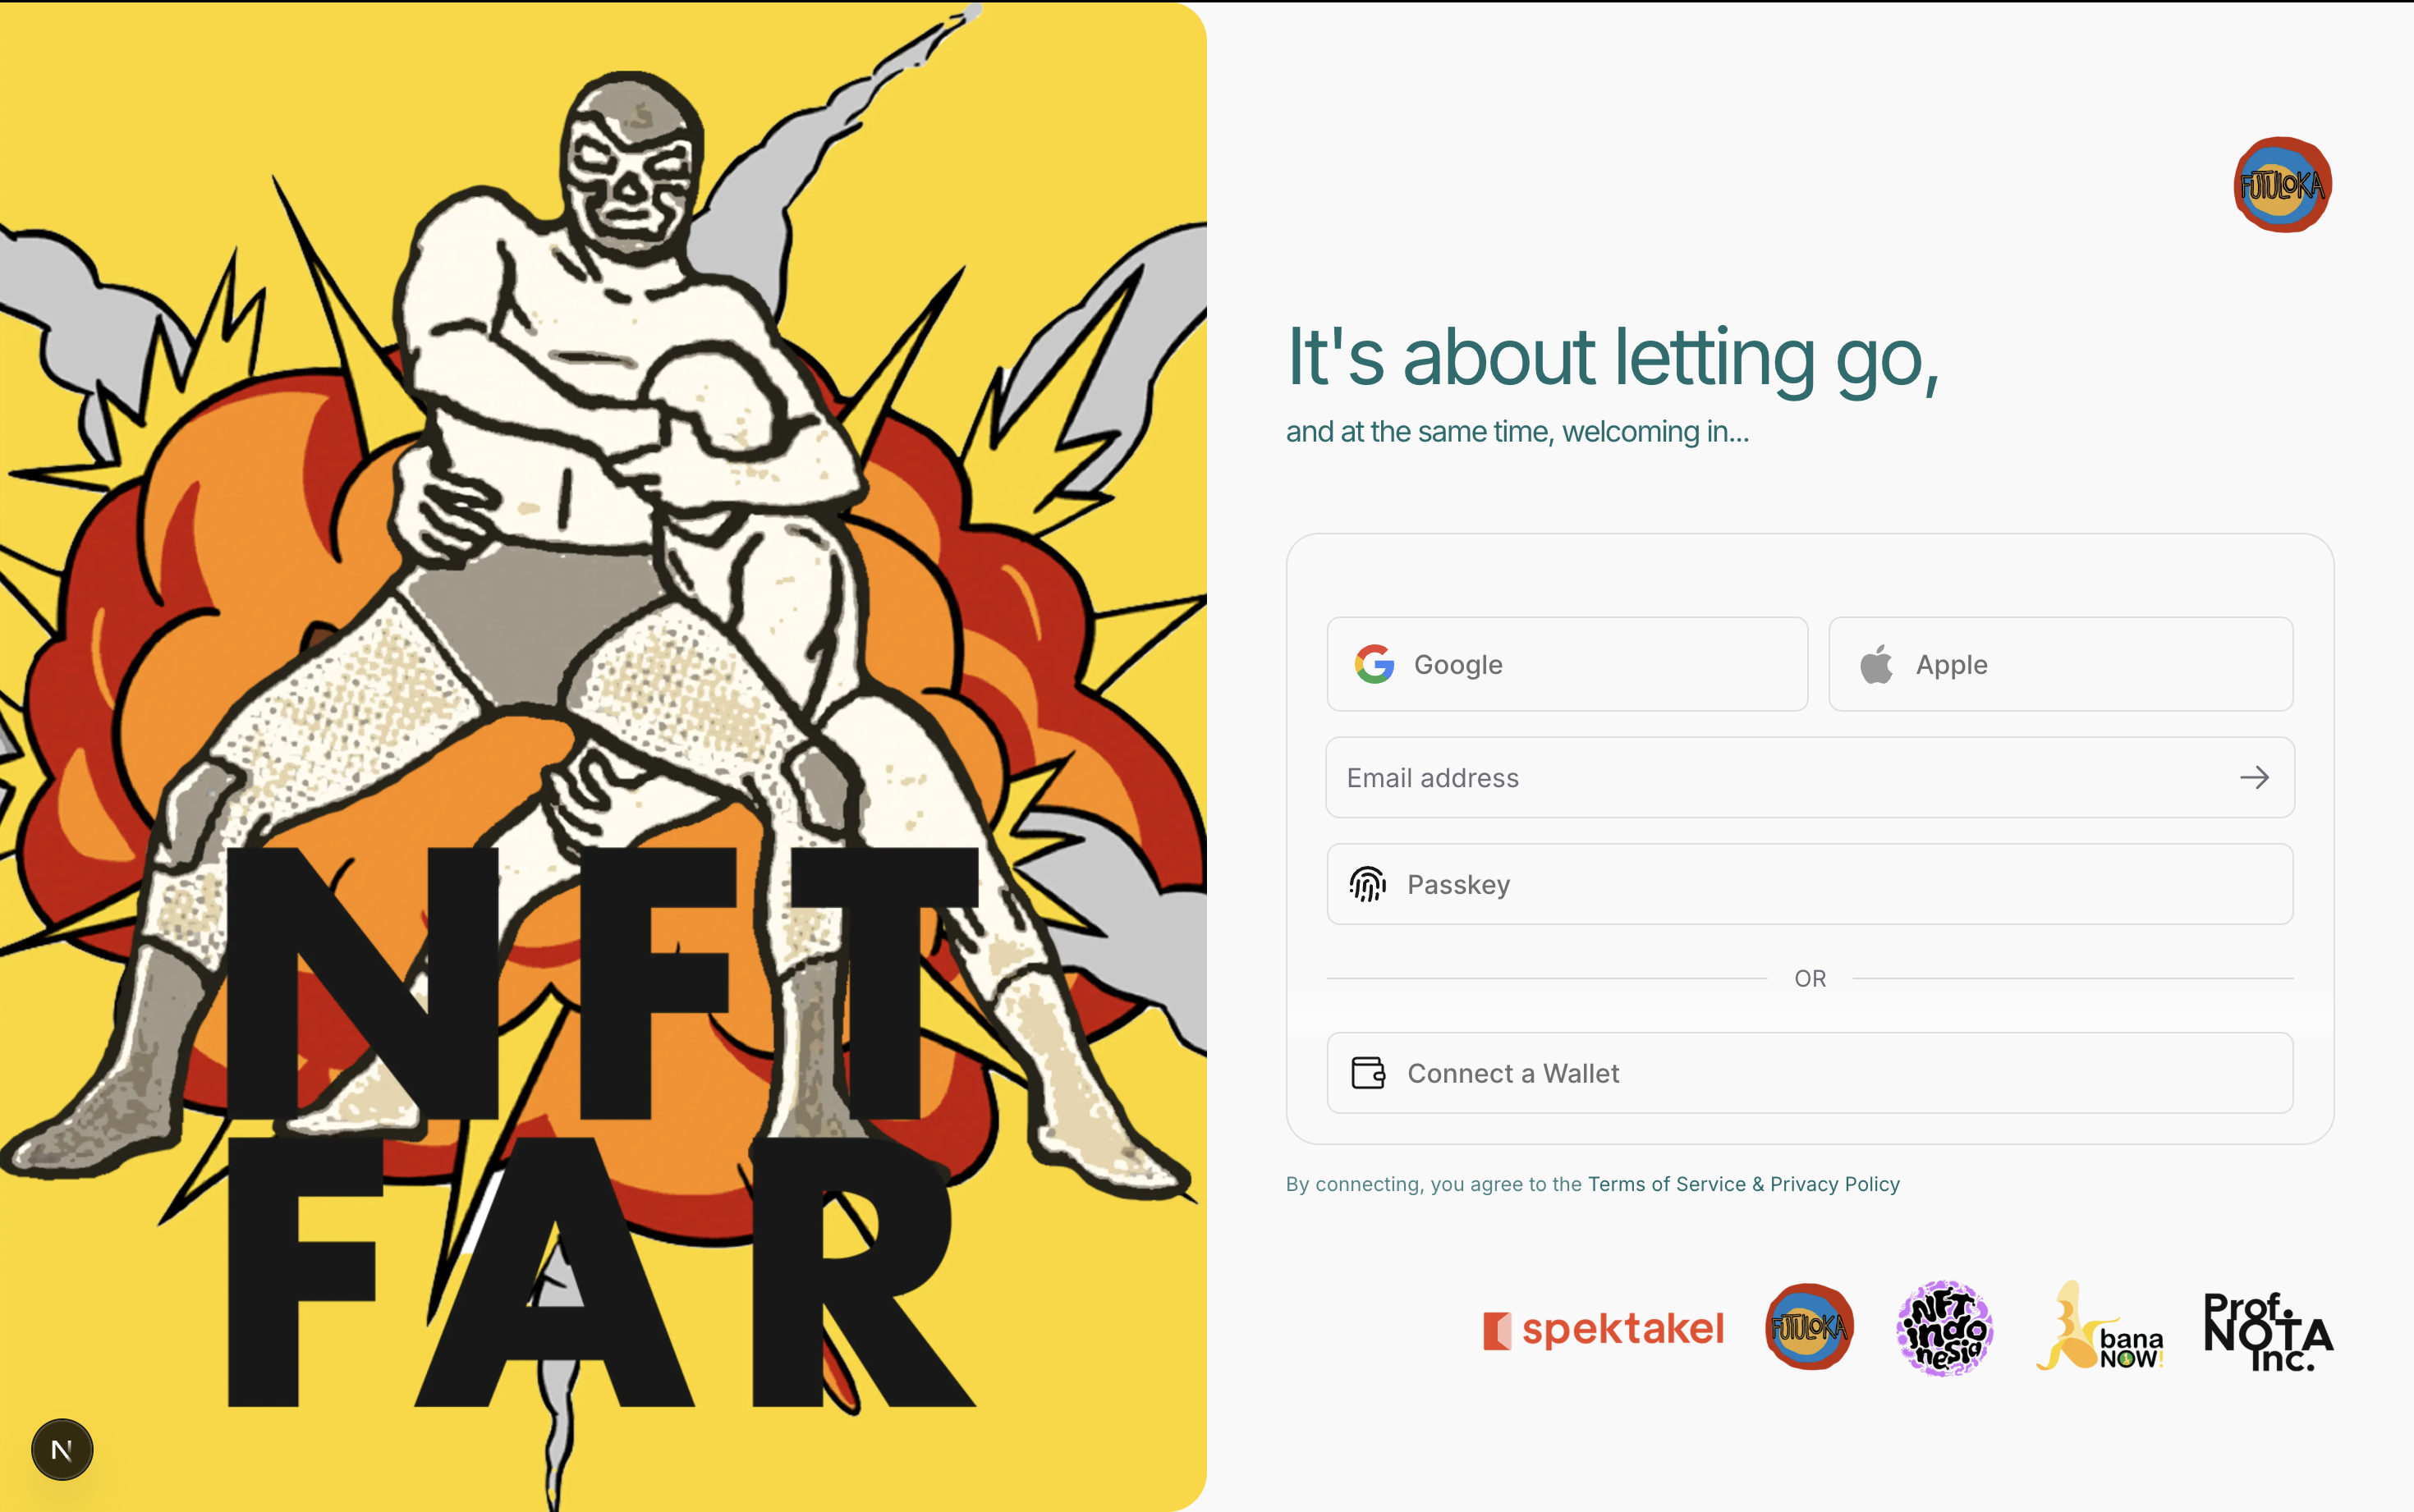 NFT
FAR
N
FUTULOKA
It's about letting go,
and at the same time, welcoming in...
Google
Apple
Email address
Passkey
OR
Connect a Wallet
By connecting, you agree to the Terms of Service & Privacy Policy
spektakel
FUTULOKA
NFT
indo
nesia
bana
NOW!
Prof.
NOTA
Inc.